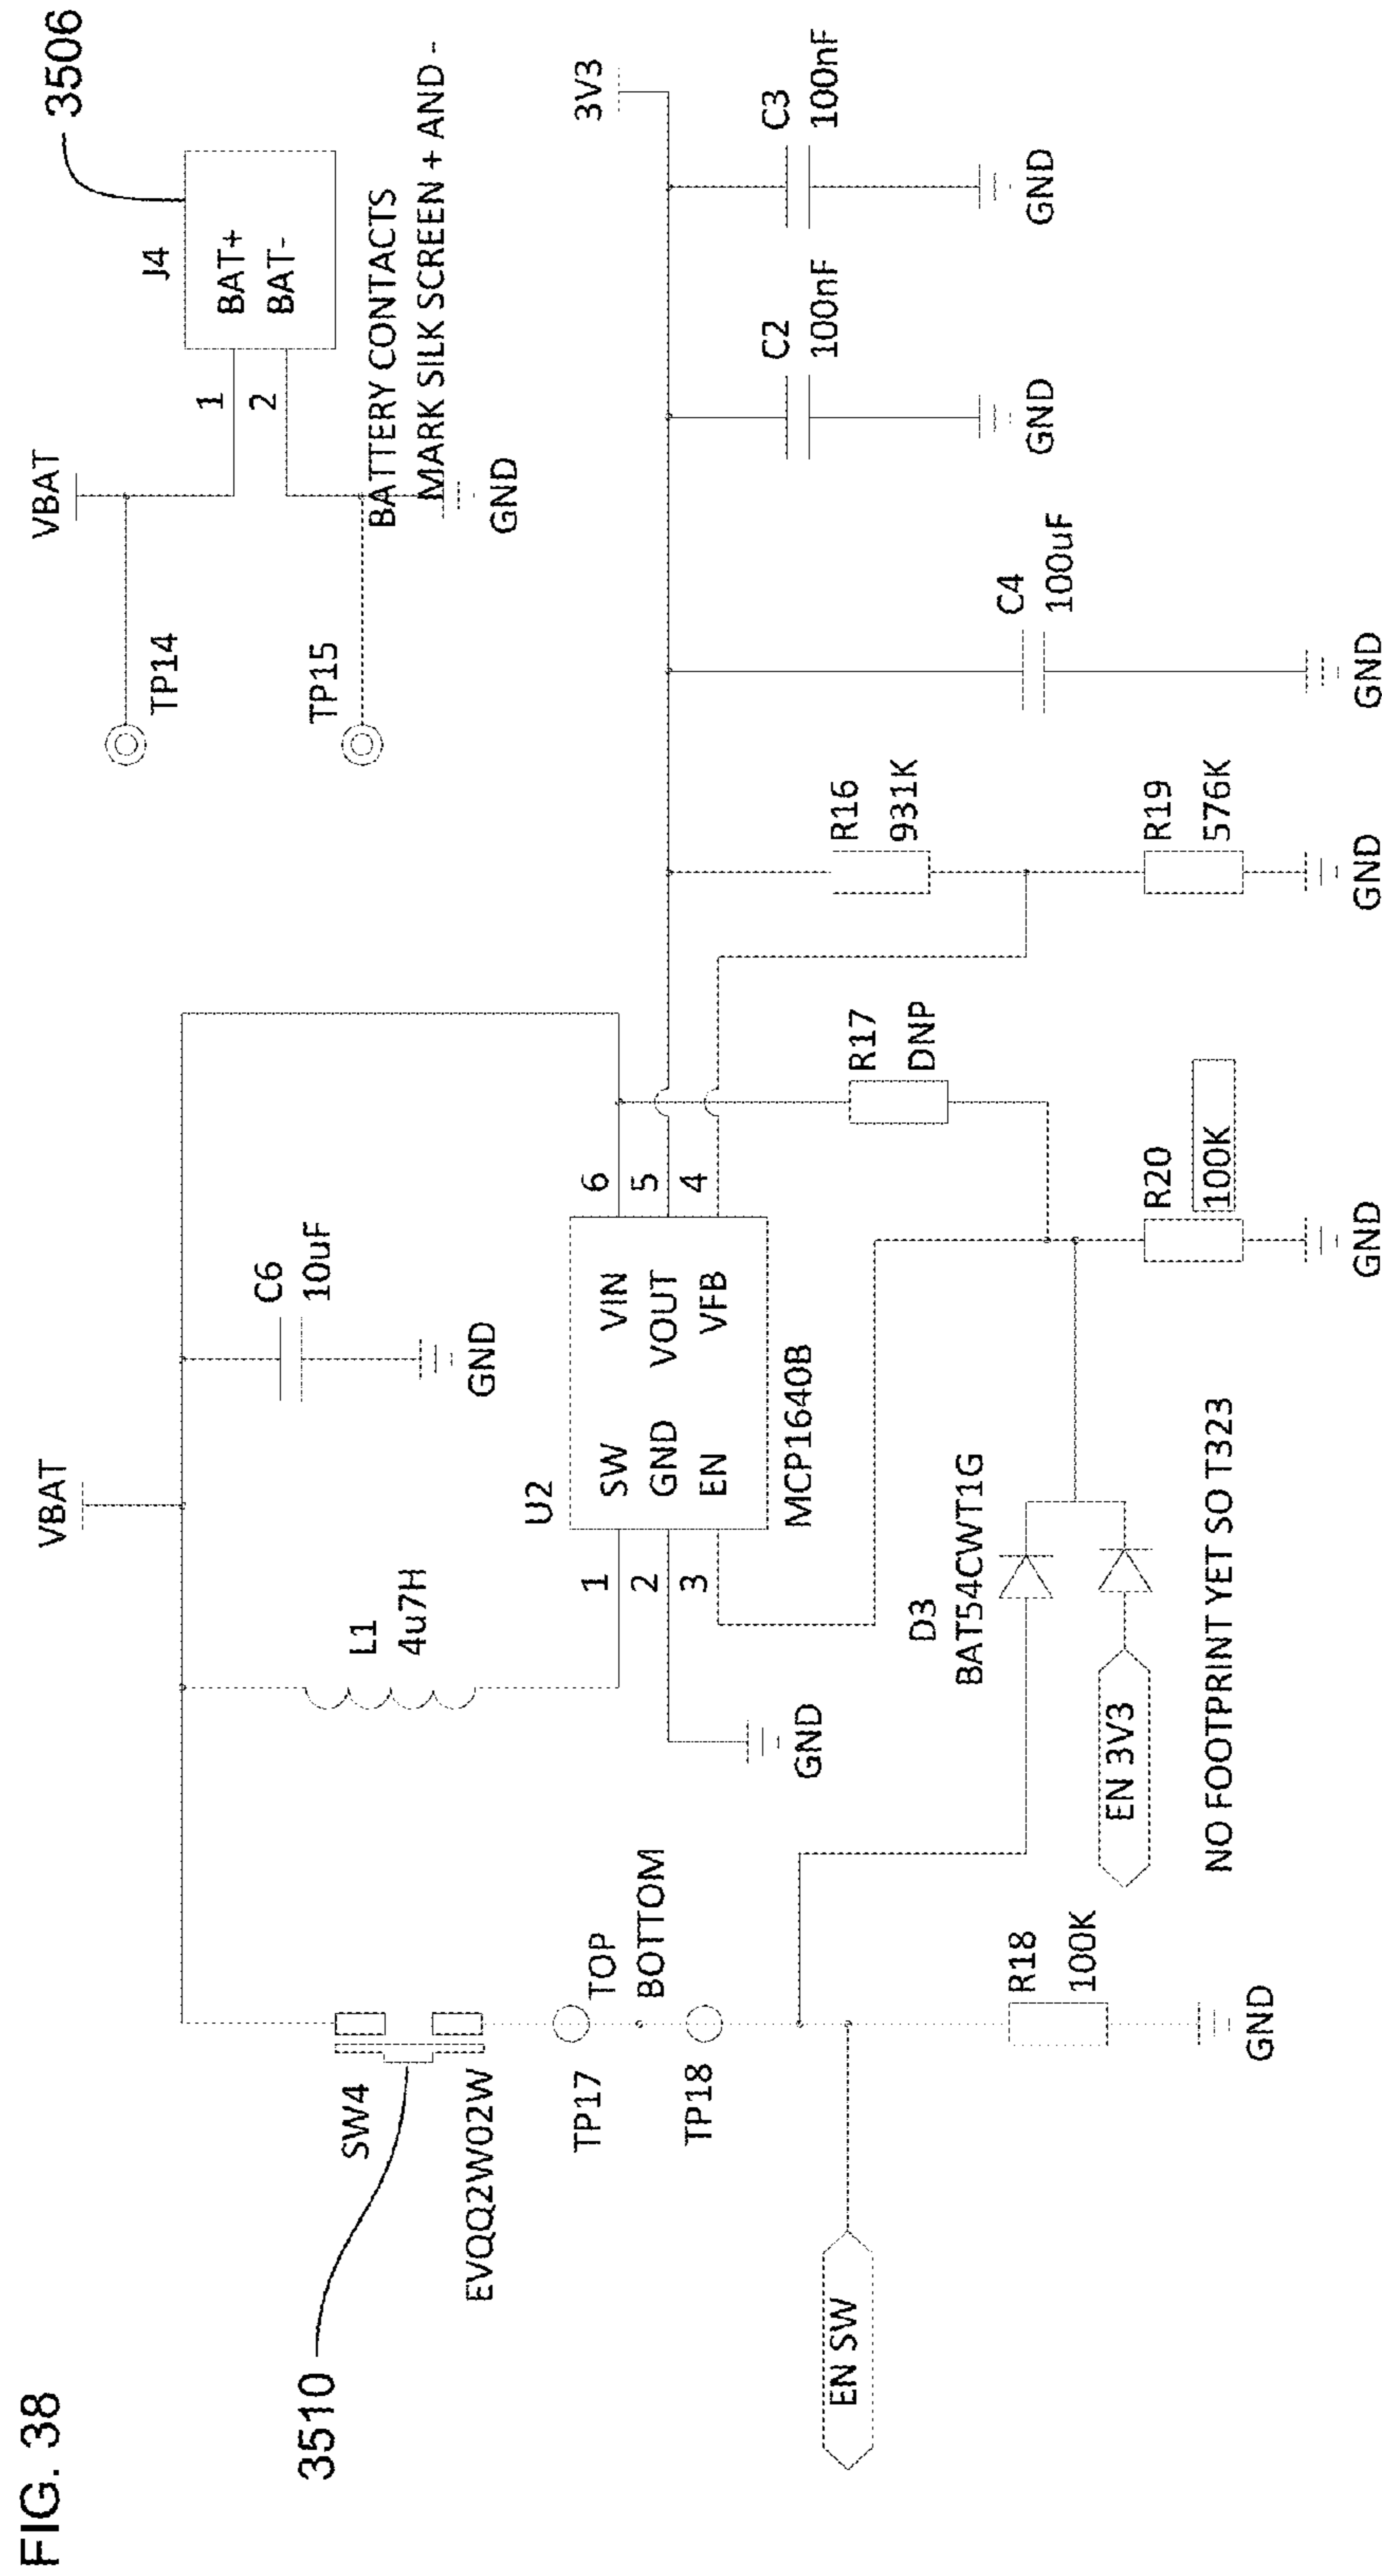 FIG. 38
3510
SW4
EVQQ2W02W
TP17
TOP
BOTTOM
TP18
EN SW
R18
100K
GND
VBAT
L1
4u7H
C6
10uF
GND
U2
1
2
3
SW
GND
EN
VIN
VOUT
VFB
6
5
4
MCP1640B
GND
D3
BAT54CWT1G
EN 3V3
NO FOOTPRINT YET SO T323
R17
DNP
R20
100K
GND
R16
931K
R19
576K
GND
C4
100uF
GND
C2
100nF
GND
C3
100nF
GND
3V3
VBAT
TP14
TP15
1
2
J4
BAT+
BAT-
3506
BATTERY CONTACTS
MARK SILK SCREEN + AND -
GND